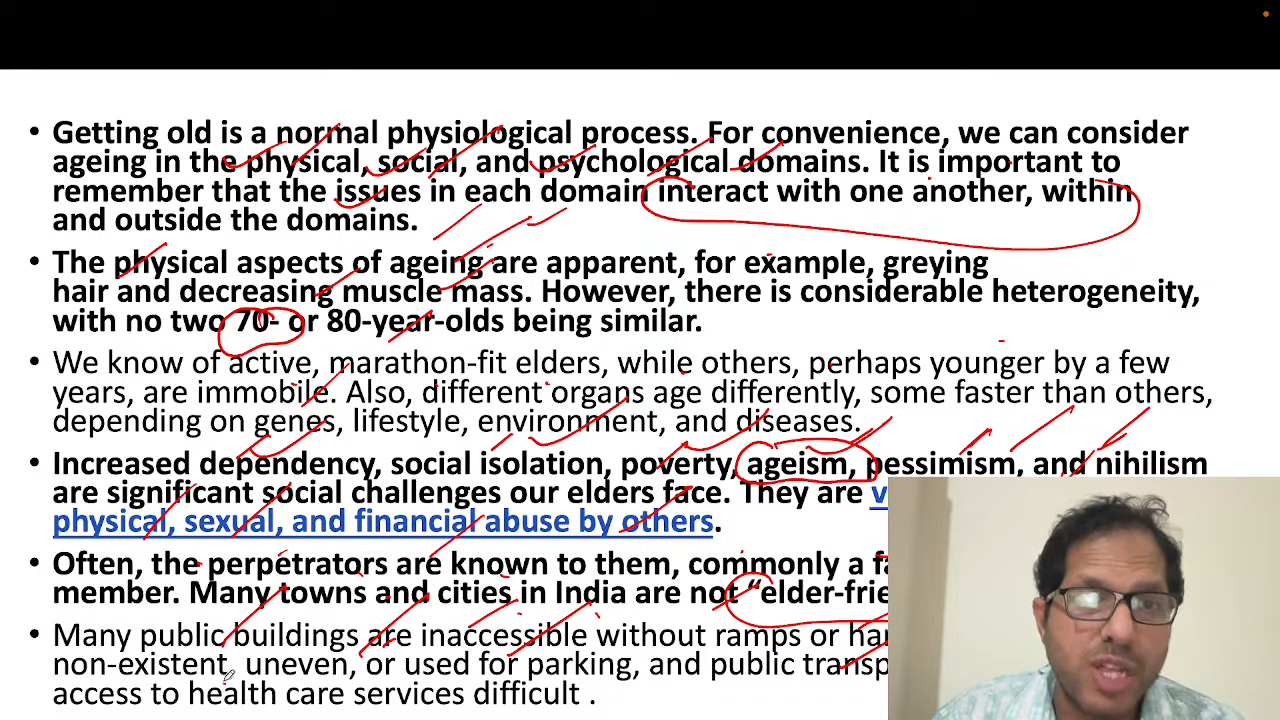 • Getting old is a normal physiological process. For convenience, we can consider
ageing in the physical, social, and psychological domains. It is important to
remember that the issues in each domain interact with one another, within
and outside the domains.
• The physical aspects of ageing are apparent, for example, greying
hair and decreasing muscle mass. However, there is considerable heterogeneity,
with no two 70- or 80-year-olds being similar.
• We know of active, marathon-fit elders, while others, perhaps younger by a few
years, are immobile. Also, different organs age differently, some faster than others,
depending on genes, lifestyle, environment, and diseases.
• Increased dependency, social isolation, poverty, ageism, pessimism, and nihilism
are significant social challenges our elders face. They are
physical, sexual, and financial abuse by others.
• Often, the perpetrators are known to them, commonly a
member. Many towns and cities in India are not
• Many public buildings are inaccessible without ramps or
non-existent, uneven, or used for parking, and public
access to health care services difficult .